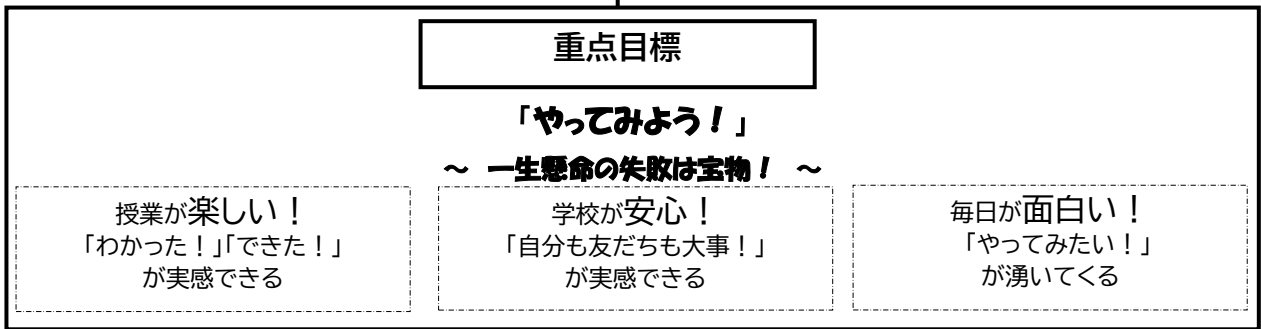 重点目標
「やってみよう！」
～ 一生懸命の失敗は宝物！ ～
授業が楽しい！
「わかった！」「できた！」
が実感できる
学校が安心！
「自分も友だちも大事！」
が実感できる
毎日が面白い！
「やってみたい！」
が湧いてくる